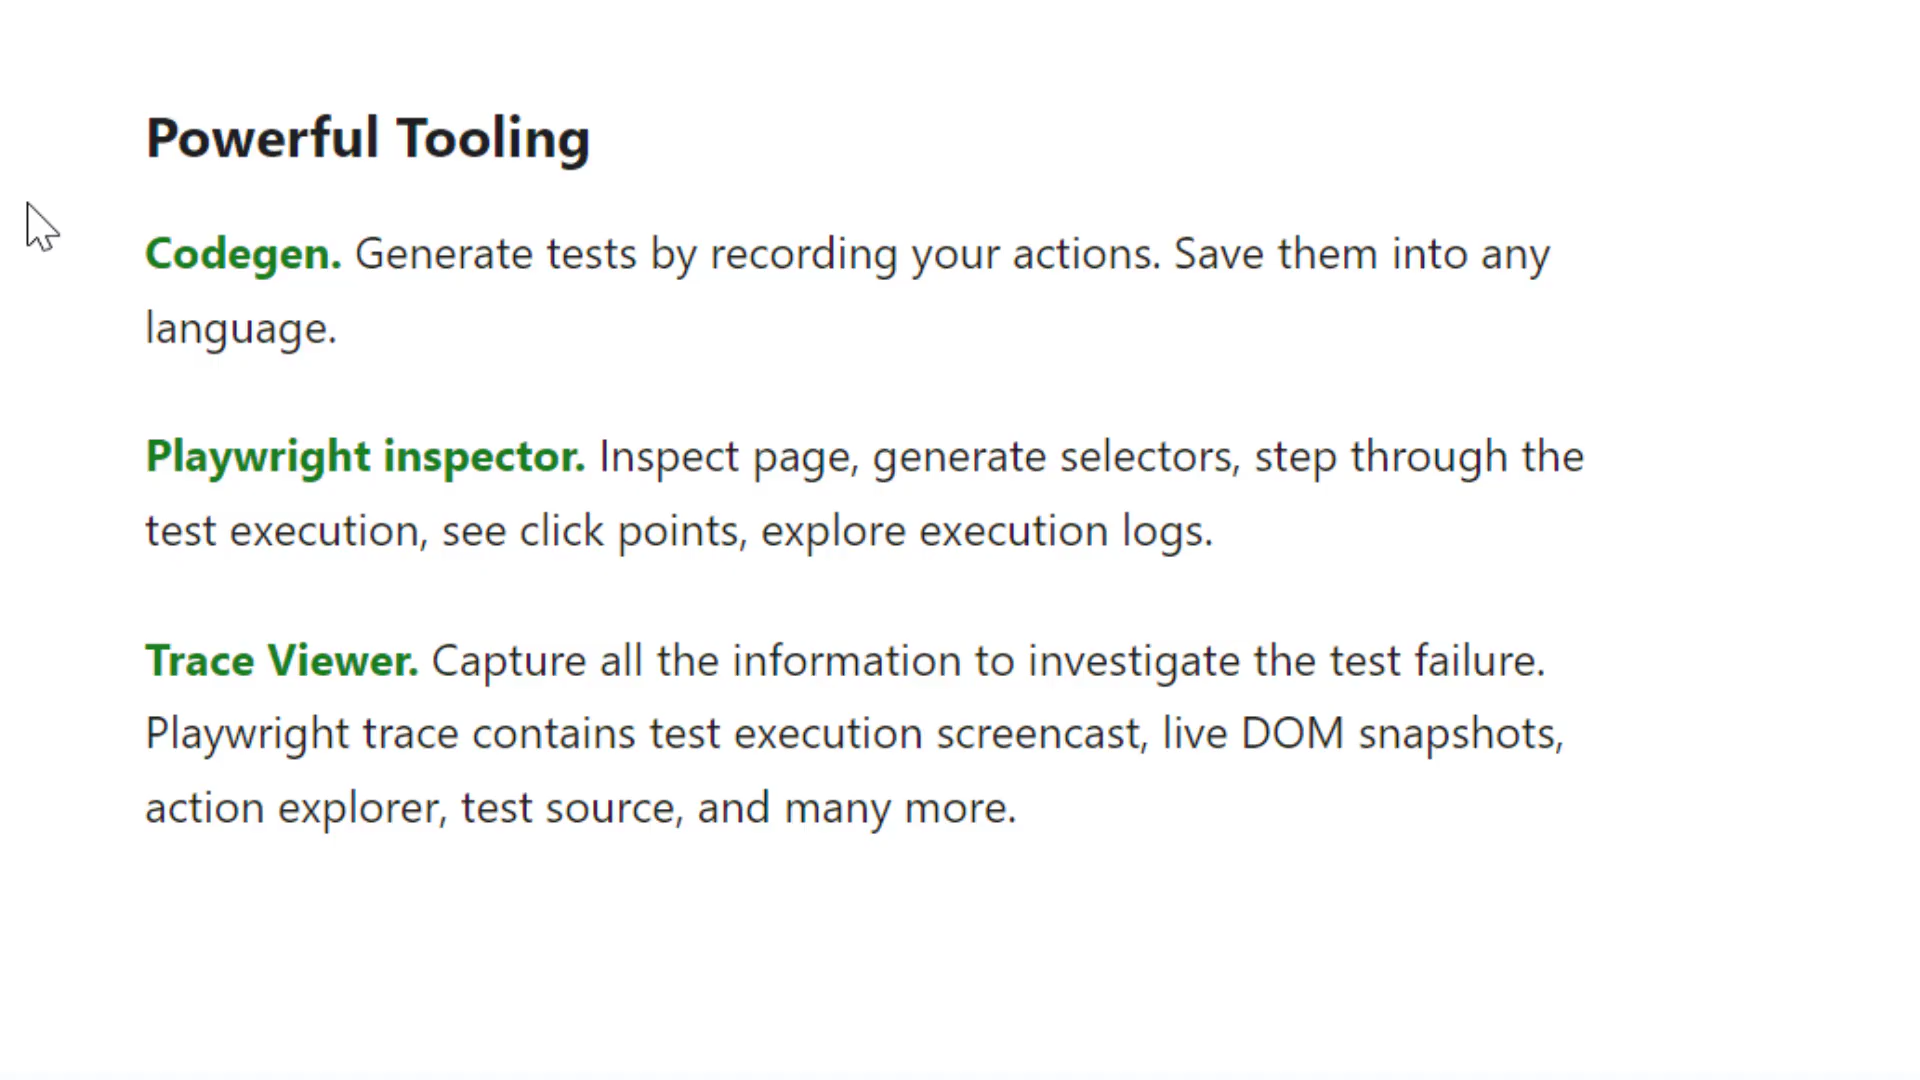 Powerful Tooling
Codegen. Generate tests by recording your actions. Save them into any
language.
Playwright inspector. Inspect page, generate selectors, step through the
test execution, see click points, explore execution logs.
Trace Viewer. Capture all the information to investigate the test failure.
Playwright trace contains test execution screencast, live DOM snapshots,
action explorer, test source, and many more.